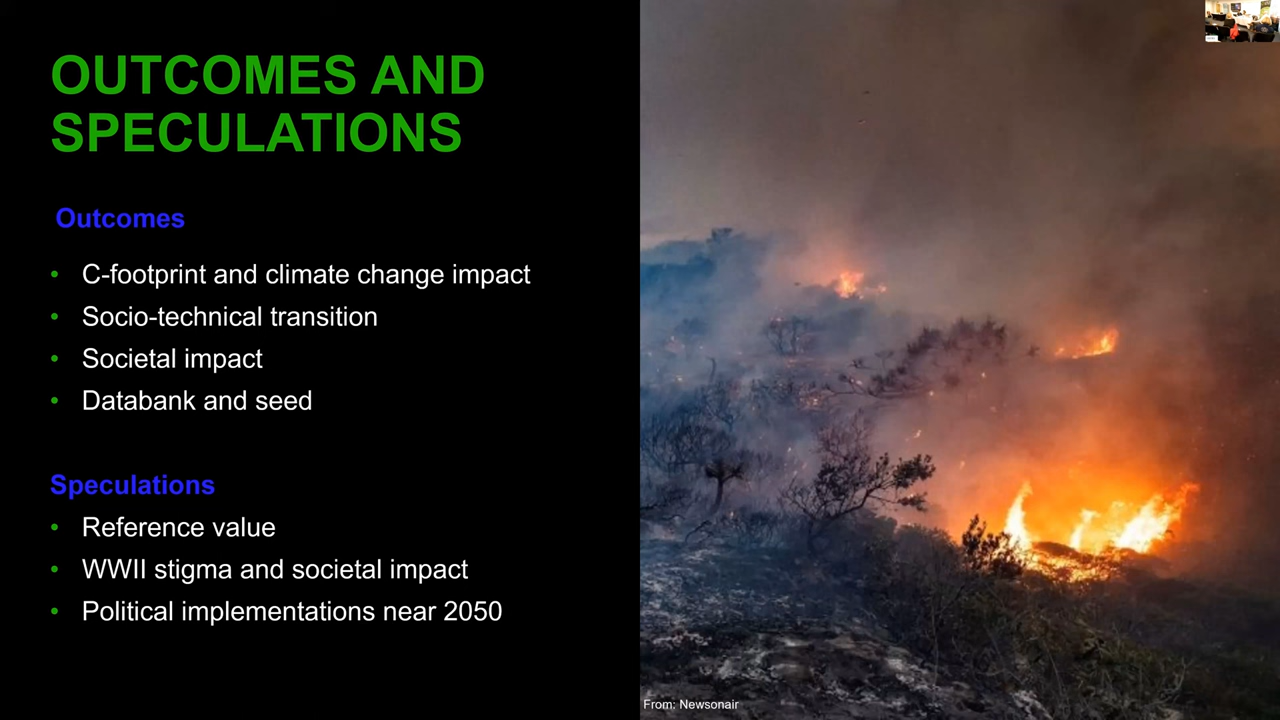 OUTCOMES AND
SPECULATIONS
Outcomes
• C-footprint and climate change impact
• Socio-technical transition
• Societal impact
• Databank and seed
Speculations
• Reference value
• WWII stigma and societal impact
• Political implementations near 2050
From: Newsonair